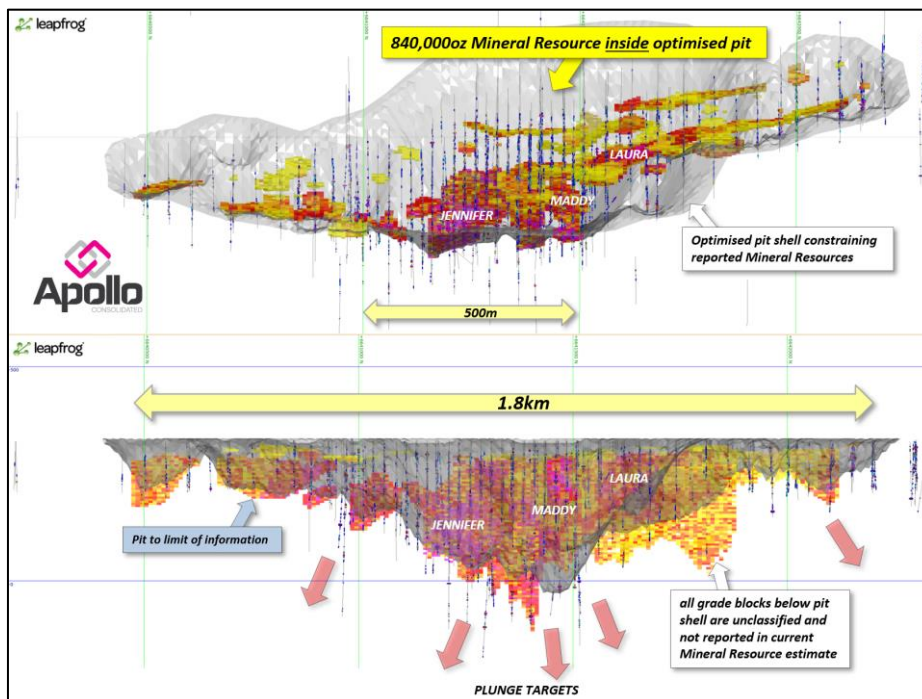 leapfrog
840,000oz Mineral Resource inside optimised pit
LAURA
MADDY
JENNIFER
Optimised pit shell constraining
reported Mineral Resources
Apollo
CONSOLIDATED
500m
leapfrog
1.8km
LAURA
MADDY
JENNIFER
Pit to limit of information
0
all grade blocks below pit
shell are unclassified and
not reported in current
Mineral Resource estimate
PLUNGE TARGETS